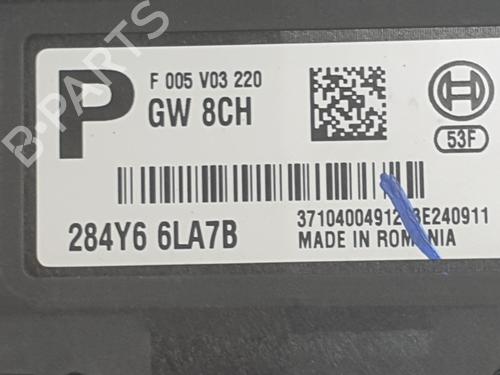 B-PARTS
P
F 005 V03 220
GW 8CH
53F
284Y6 6LA7B
MADE IN ROMANIA